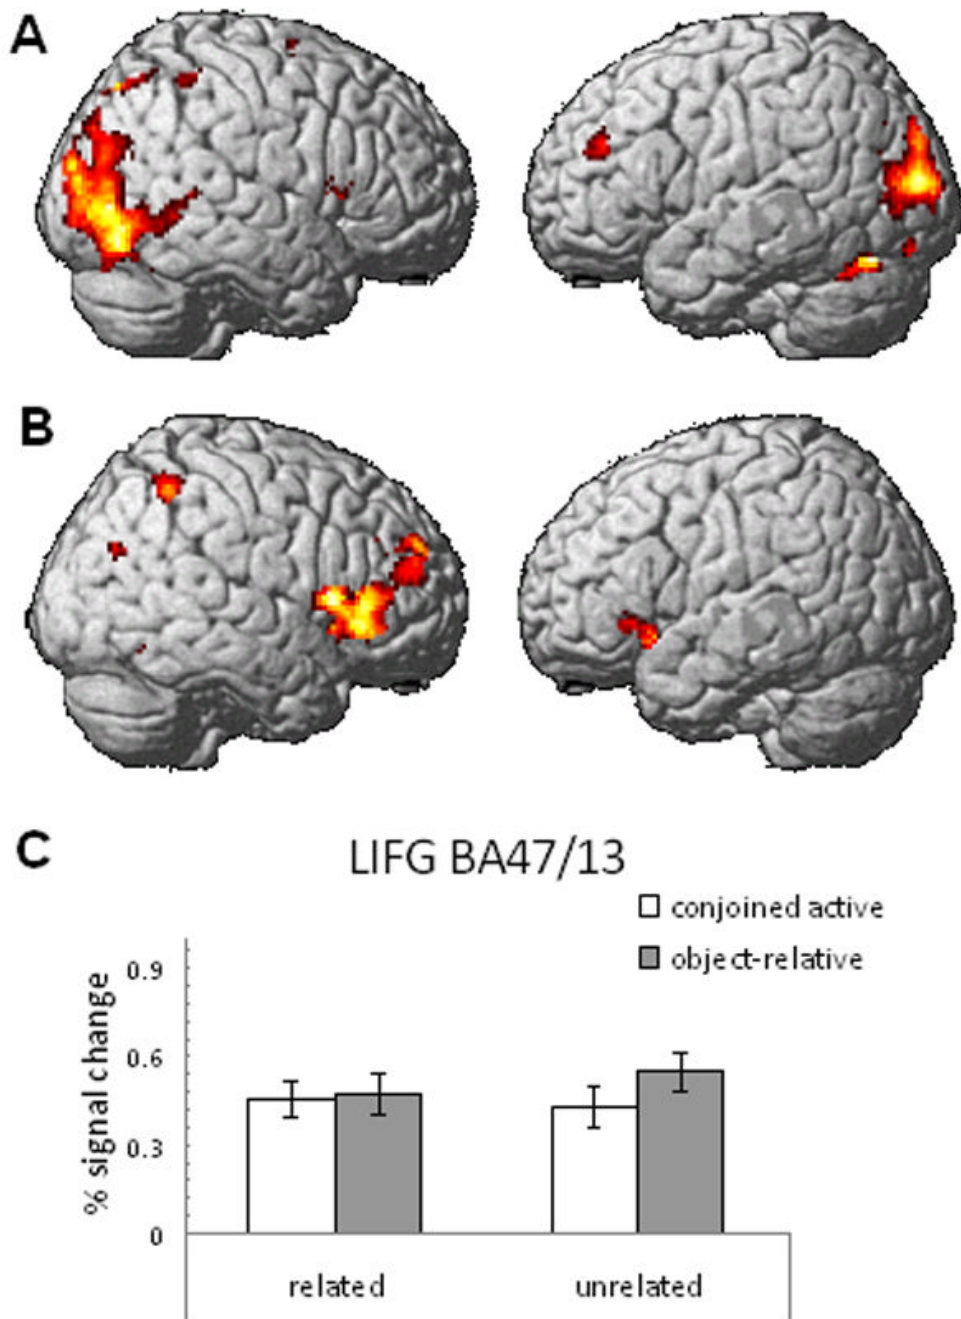 A
B
C
LIFG BA47/13
conjoined active
object-relative
% signal change
0.9
0.6
0.3
0
related
unrelated